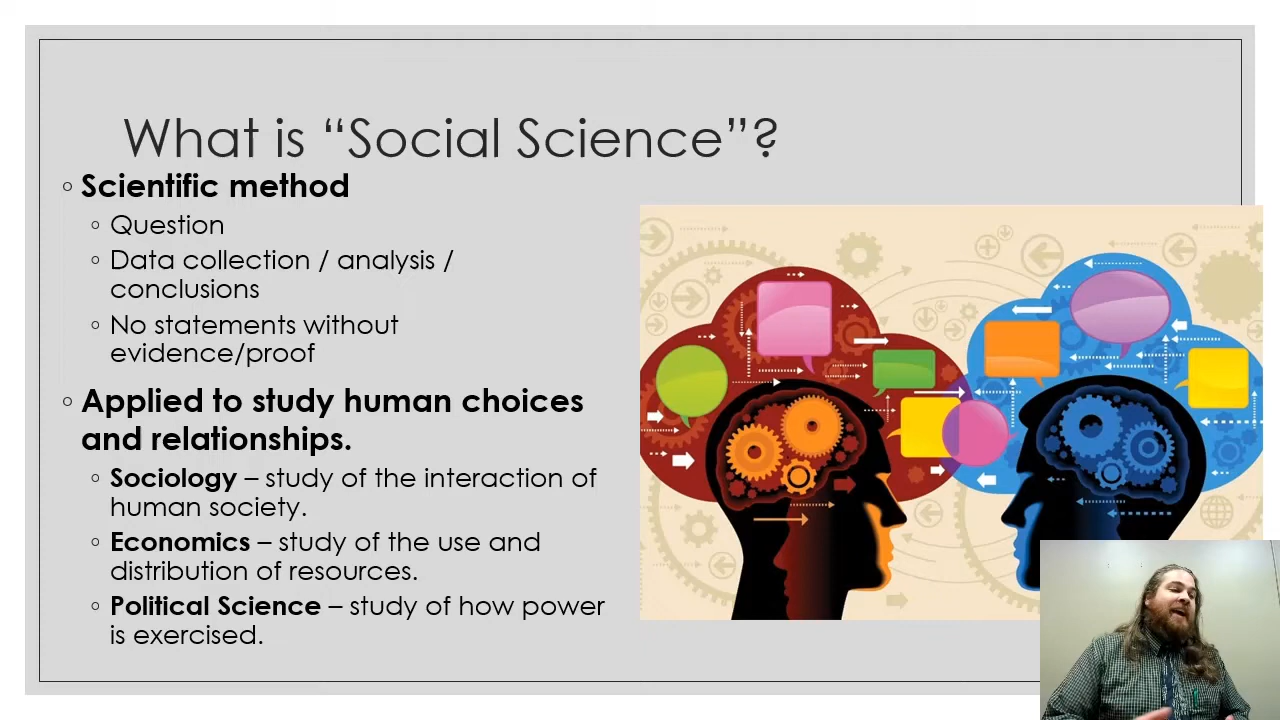 What is “Social Science”?
◦ Scientific method
◦ Question
◦ Data collection / analysis /
conclusions
◦ No statements without
evidence/proof
◦ Applied to study human choices
and relationships.
◦ Sociology – study of the interaction of
human society.
◦ Economics – study of the use and
distribution of resources.
◦ Political Science – study of how power
is exercised.